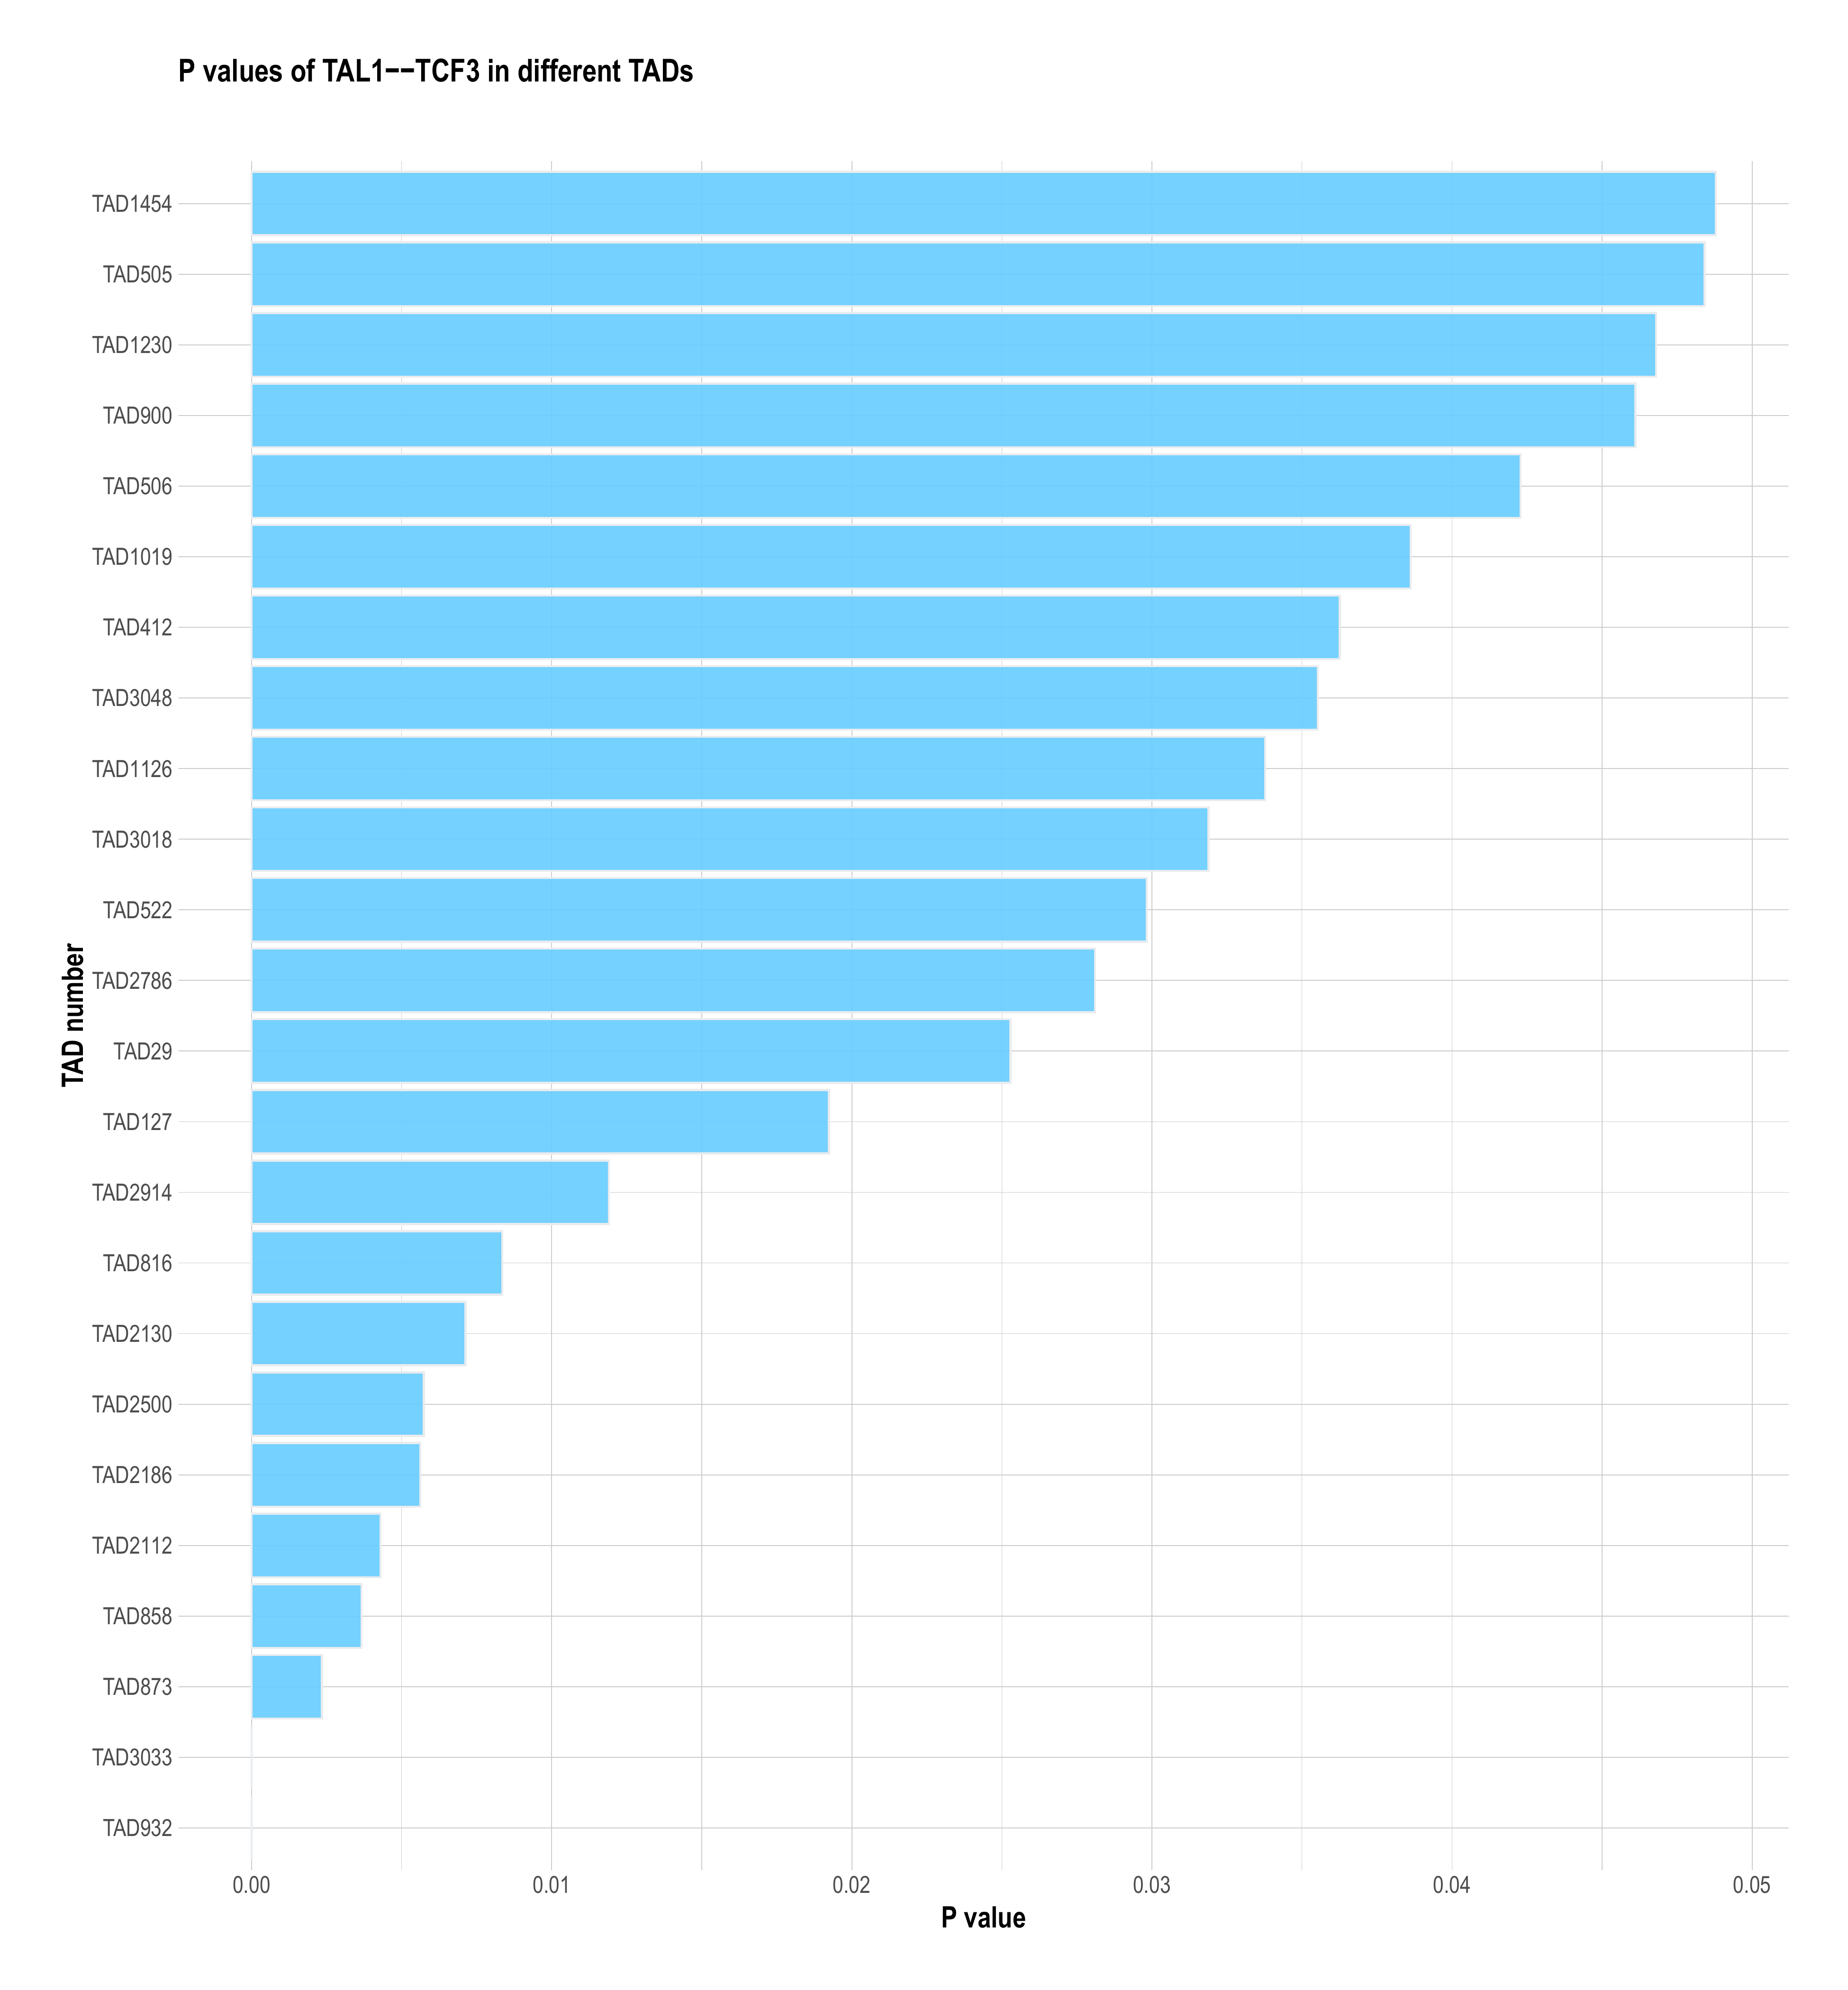 P values of TAL1−−TCF3 in different TADs
TAD1454
TAD505
TAD1230
TAD900
TAD506
TAD1019
TAD412
TAD3048
TAD1126
TAD3018
TAD522
TAD2786
TAD29
TAD127
TAD2914
TAD816
TAD2130
TAD2500
TAD2186
TAD2112
TAD858
TAD873
TAD3033
TAD932
TAD number
0.00 0.01 0.02 0.03 0.04 0.05
P value